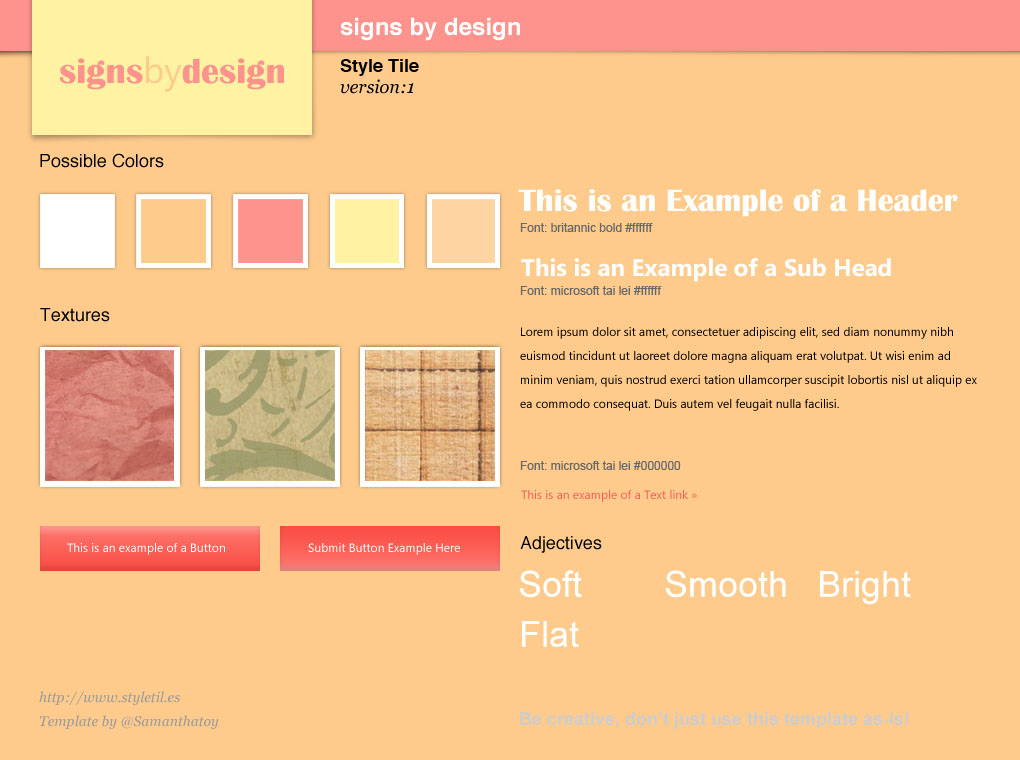 signs by design
signsbydesign
Style Tile
version:1
Possible Colors
Textures
This is an example of a Button
Submit Button Example Here
http://www.styletil.es
Template by @Samanthatoy
This is an Example of a Header
Font: britannic bold #ffffff
This is an Example of a Sub Head
Font: microsoft tai lei #ffffff
Lorem ipsum dolor sit amet, consectetuer adipiscing elit, sed diam nonummy nibh
euismod tincidunt ut laoreet dolore magna aliquam erat volutpat. Ut wisi enim ad
minim veniam, quis nostrud exerci tation ullamcorper suscipit lobortis nisl ut aliquip ex
ea commodo consequat. Duis autem vel feugait nulla facilisi.
Font: microsoft tai lei #000000
This is an example of a Text link »
Adjectives
Soft Smooth Bright
Flat
Be creative, don't just use this template as-is!